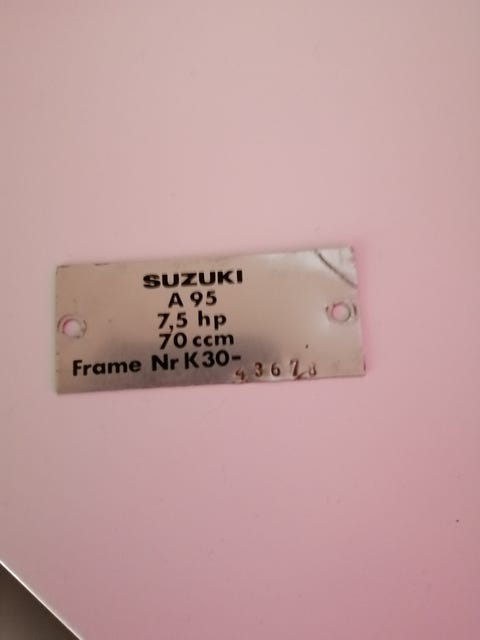 SUZUKI
A 95
7,5 hp
70 ccm
Frame Nr K30-